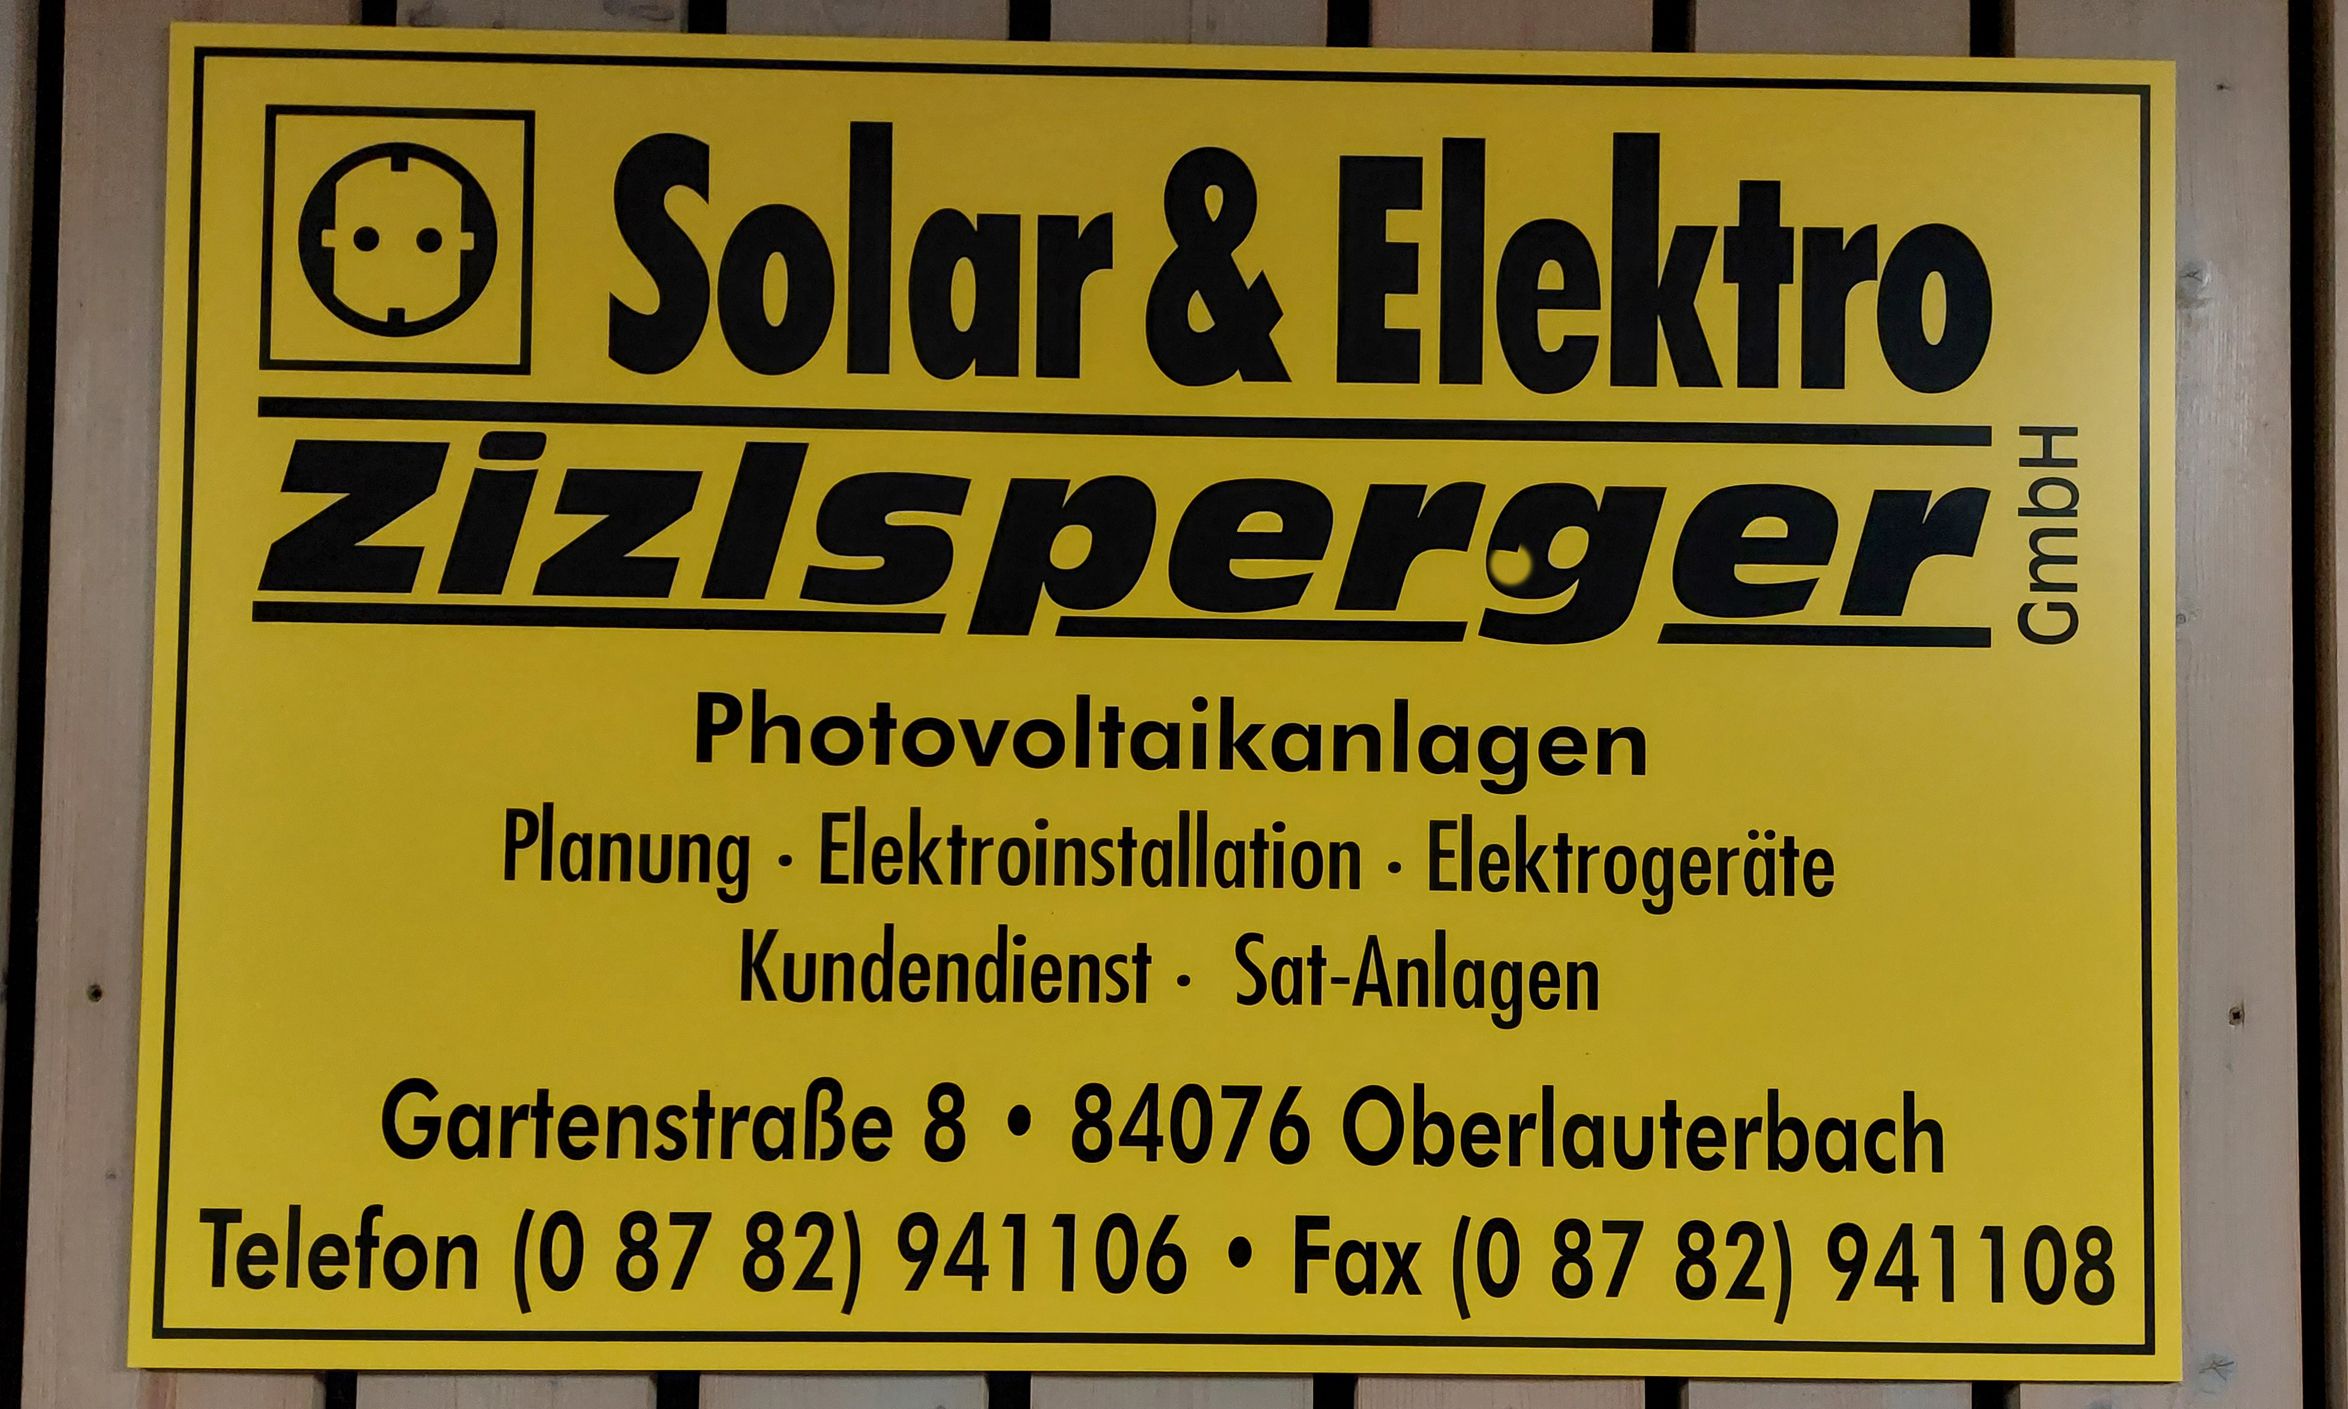 Solar & Elektro
Zizlsperger GmbH
Photovoltaikanlagen
Planung · Elektroinstallation · Elektrogeräte
Kundendienst · Sat-Anlagen
Gartenstraße 8 • 84076 Oberlauterbach
Telefon (0 87 82) 941106 • Fax (0 87 82) 941108